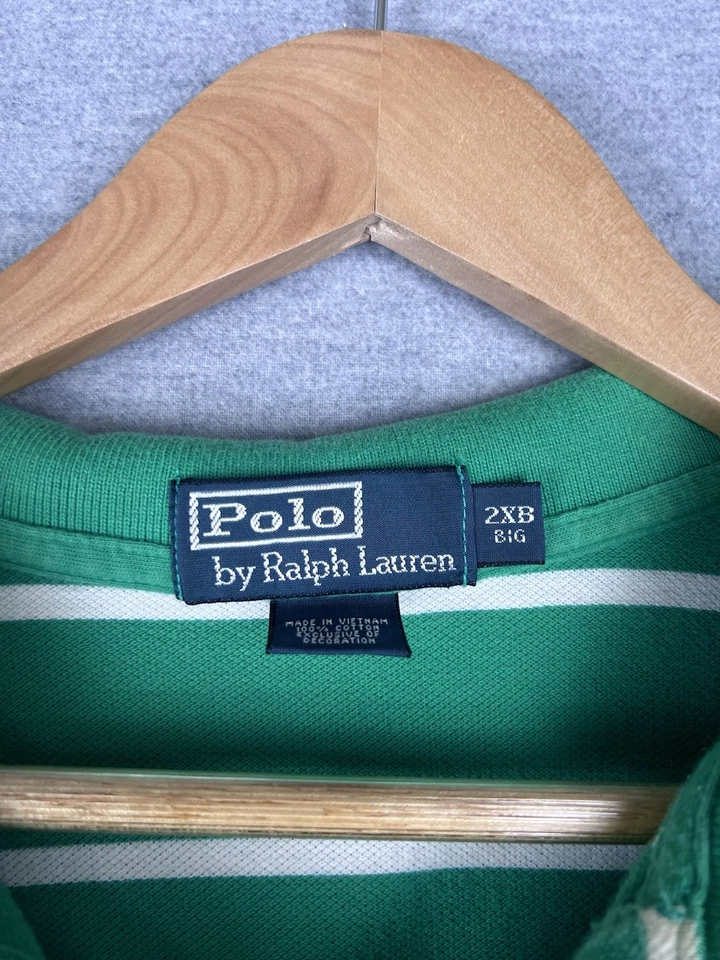 Polo
by Ralph Lauren
2XB
BIG
MADE IN VIETNAM
100% COTTON
EXCLUSIVE OF
DECORATION